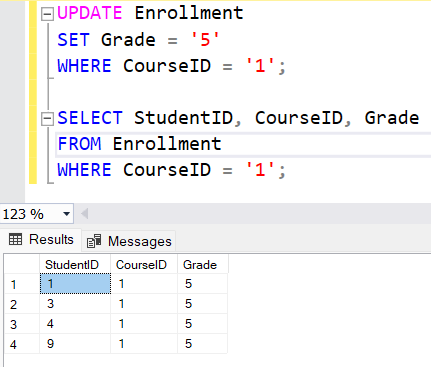 UPDATE Enrollment
SET Grade = '5'
WHERE CourseID = '1';
SELECT StudentID, CourseID, Grade
FROM Enrollment
WHERE CourseID = '1';
123 %
Results Messages
StudentID CourseID Grade
1 1 1 5
2 3 1 5
3 4 1 5
4 9 1 5